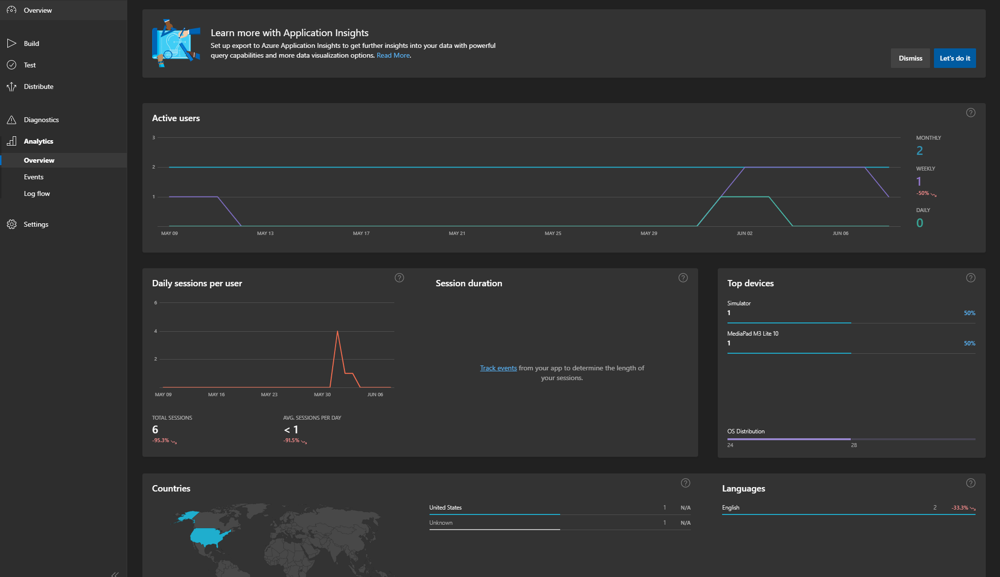 Overview
Build
Test
Distribute
Diagnostics
Analytics
Overview
Events
Log flow
Settings
Learn more with Application Insights
Set up export to Azure Application Insights to get further insights into your data with powerful
query capabilities and more data visualization options. Read More.
Dismiss
Let's do it
Active users
?
3
2
1
MAY 09
MAY 13
MAY 17
MAY 21
MAY 25
MAY 29
JUN 02
JUN 06
MONTHLY
2
WEEKLY
1
-50%
DAILY
0
Daily sessions per user
?
6
4
2
MAY 09
MAY 16
MAY 23
MAY 30
JUN 06
TOTAL SESSIONS
6
-95.3%
AVG. SESSIONS PER DAY
< 1
-91.5%
Session duration
?
Track events from your app to determine the length of
your sessions.
Top devices
?
Simulator
1 50%
MediaPad M3 Lite 10
1 50%
OS Distribution
24 28
Countries
?
United States 1 N/A
Unknown 1 N/A
Languages
?
English 2 -33.3%